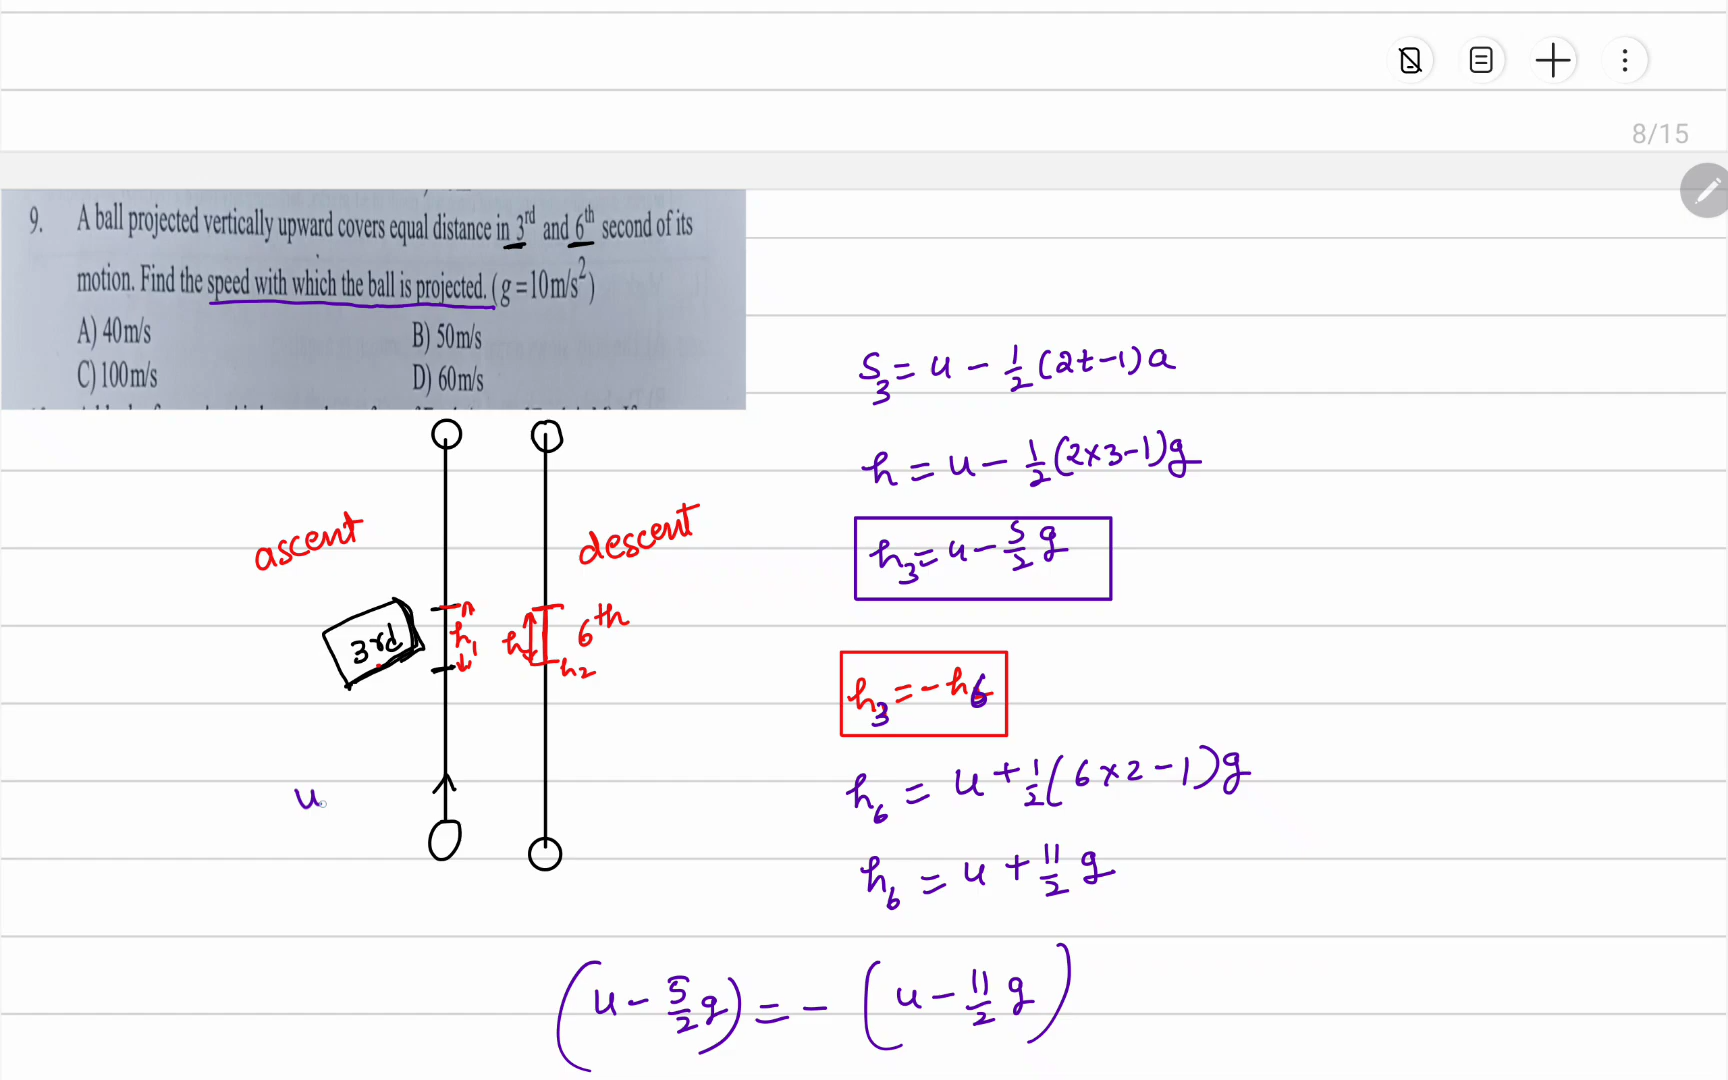 8/15
9. A ball projected vertically upward covers equal distance in 3rd and 6th second of its
motion. Find the speed with which the ball is projected. (g = 10m/s²)
A) 40m/s B) 50m/s
C) 100m/s D) 60m/s
S₃ = u - 1/2 (2t-1)a
h = u - 1/2 (2×3-1)g
h₃ = u - 5/2 g
ascent
descent
3rd
h₁
h
6th
h₂
h₃ = -h6
u
h₆ = u + 1/2 (6×2-1)g
h₆ = u + 11/2 g
(u - 5/2 g) = - (u - 11/2 g)